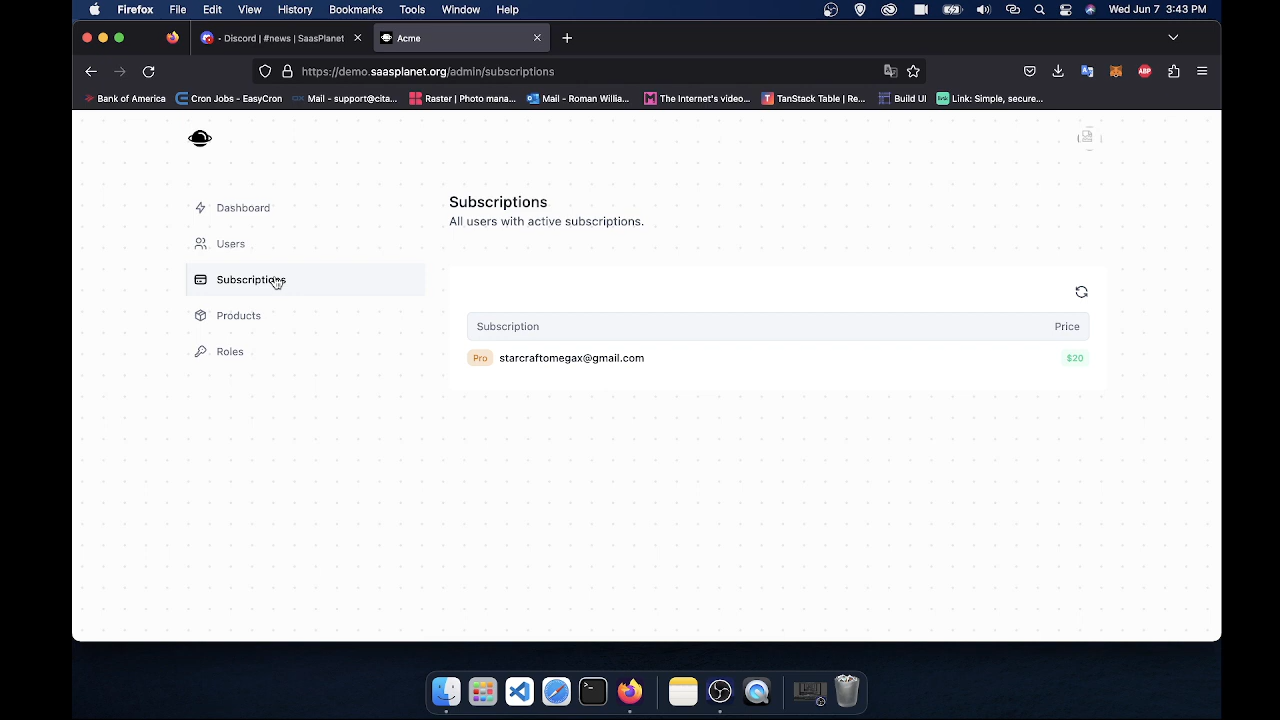 Firefox File Edit View History Bookmarks Tools Window Help Wed Jun 7 3:43 PM
- Discord | #news | SaasPlanet Acme
https://demo.saasplanet.org/admin/subscriptions
Bank of America Cron Jobs - EasyCron Mail - support@cita... Raster | Photo mana... Mail - Roman Willia... The Internet's video... TanStack Table | Re... Build UI Link: Simple, secure...
Dashboard
Users
Subscriptions
Products
Roles
Subscriptions
All users with active subscriptions.
Subscription Price
Pro starcraftomegax@gmail.com $20